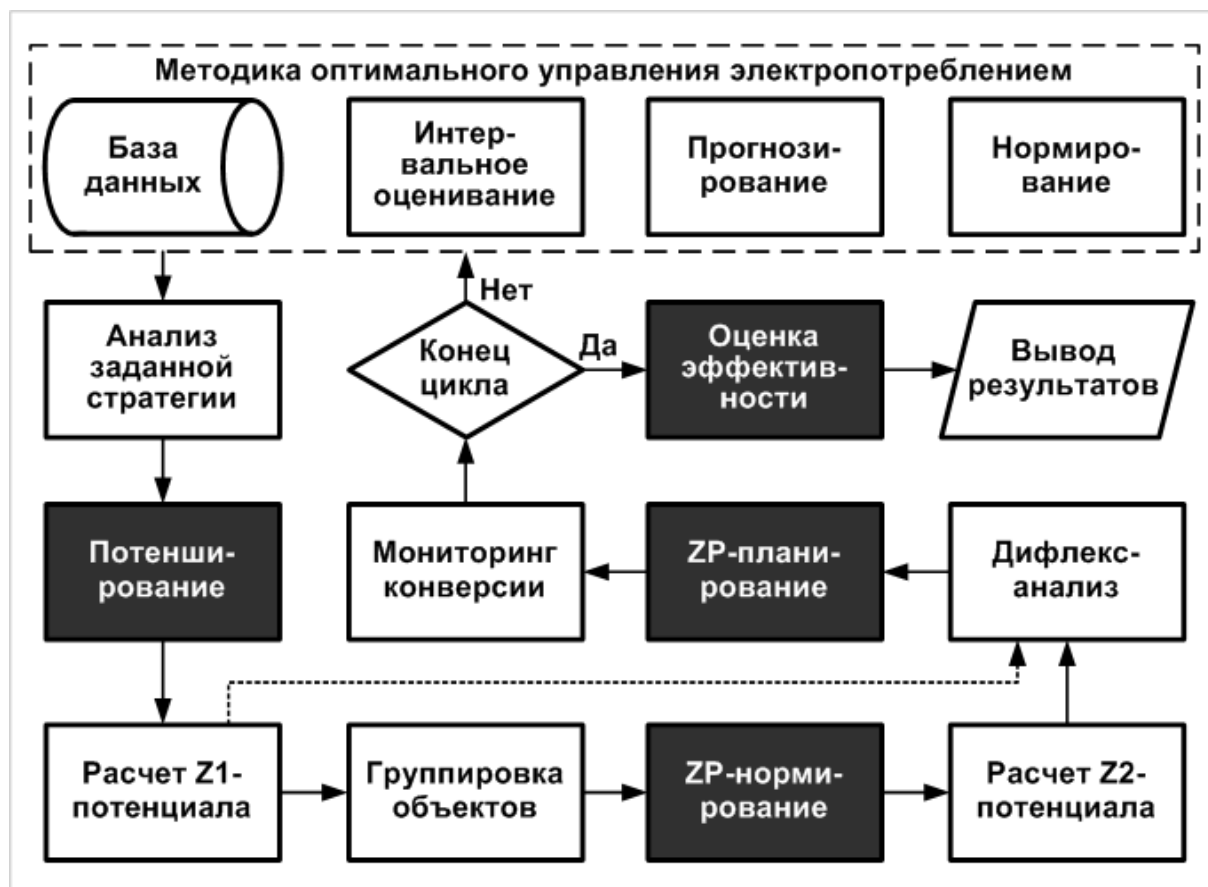 Методика оптимального управления электропотреблением
База
данных
Интер-
вальное
оценивание
Прогнози-
рование
Нормиро-
вание
Анализ
заданной
стратегии
Нет
Конец
цикла
Да
Оценка
эффектив-
ности
Вывод
результатов
Потенши-
рование
Мониторинг
конверсии
ZP-плани-
рование
Дифлекс-
анализ
Расчет Z1-
потенциала
Группировка
объектов
ZP-норми-
рование
Расчет Z2-
потенциала